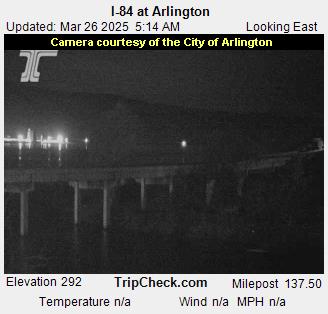 I-84 at Arlington
Updated: Mar 26 2025 5:14 AM Looking East
Camera courtesy of the City of Arlington
Elevation 292 TripCheck.com Milepost 137.50
Temperature n/a Wind n/a MPH n/a